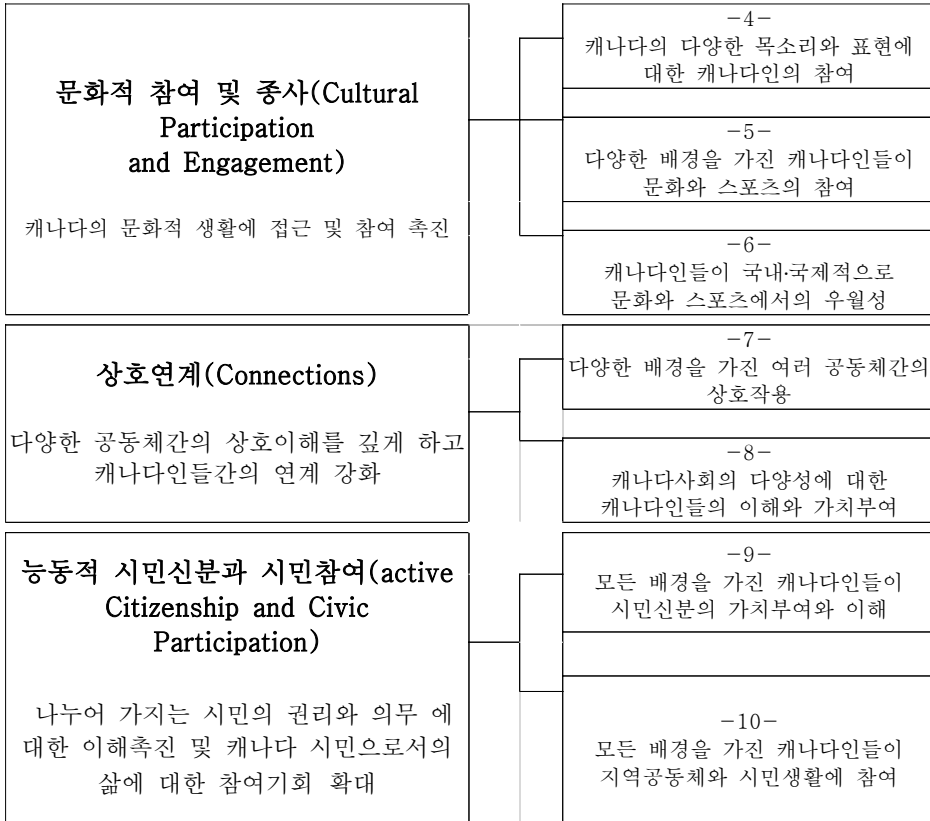 문화적 참여 및 종사(Cultural
Participation
and Engagement)
캐나다의 문화적 생활에 접근 및 참여 촉진
-4-
캐나다의 다양한 목소리와 표현에
대한 캐나다인의 참여
-5-
다양한 배경을 가진 캐나다인들이
문화와 스포츠의 참여
-6-
캐나다인들이 국내·국제적으로
문화와 스포츠에서의 우월성
상호연계(Connections)
다양한 공동체간의 상호이해를 깊게 하고
캐나다인들간의 연계 강화
-7-
다양한 배경을 가진 여러 공동체간의
상호작용
-8-
캐나다사회의 다양성에 대한
캐나다인들의 이해와 가치부여
능동적 시민신분과 시민참여(active
Citizenship and Civic
Participation)
나누어 가지는 시민의 권리와 의무 에
대한 이해촉진 및 캐나다 시민으로서의
삶에 대한 참여기회 확대
-9-
모든 배경을 가진 캐나다인들이
시민신분의 가치부여와 이해
-10-
모든 배경을 가진 캐나다인들이
지역공동체와 시민생활에 참여